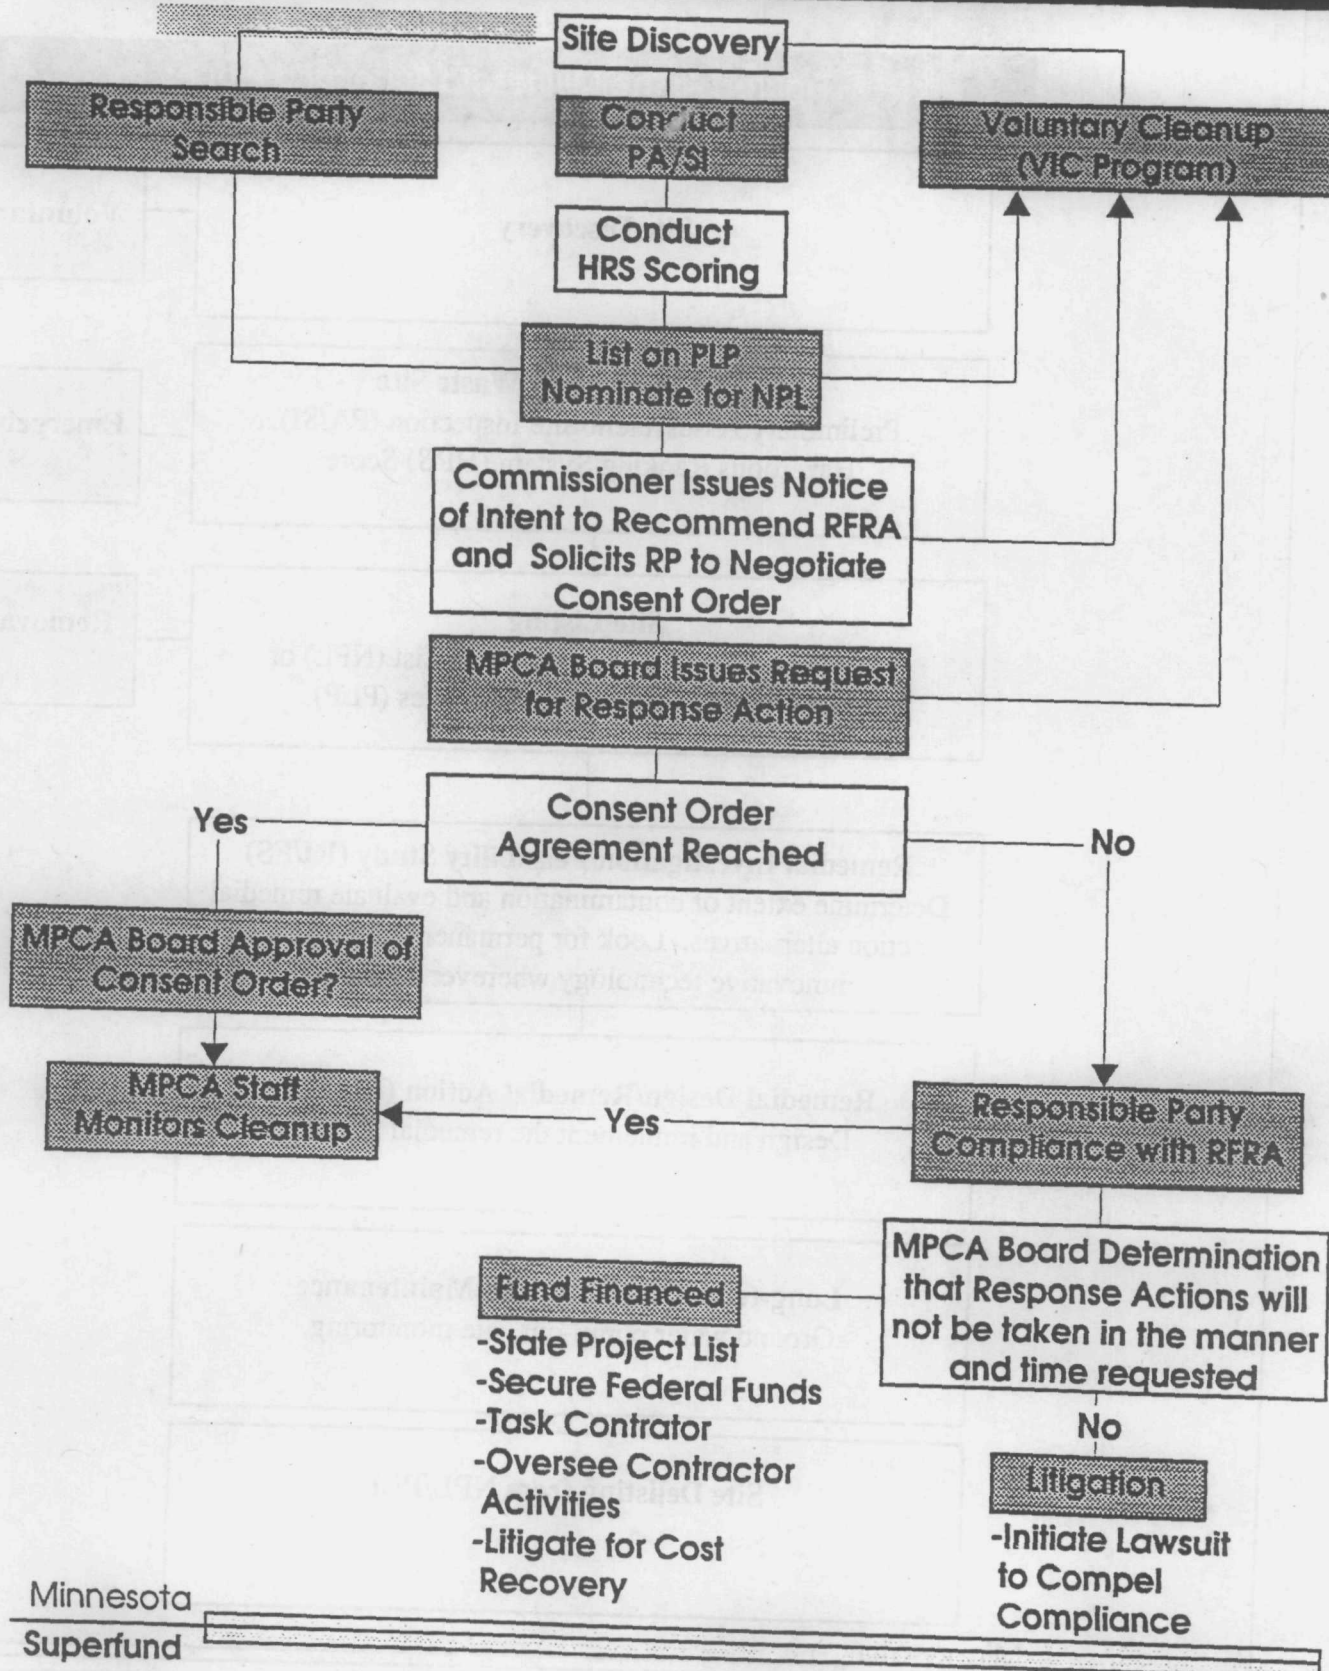 Site Discovery
Responsible Party
Search
Conduct
PA/SI
Voluntary Cleanup
(VIC Program)
Conduct
HRS Scoring
List on PLP
Nominate for NPL
Commissioner Issues Notice
of Intent to Recommend RFRA
and Solicits RP to Negotiate
Consent Order
MPCA Board Issues Request
for Response Action
Consent Order
Agreement Reached
Yes
No
MPCA Board Approval of
Consent Order?
MPCA Staff
Monitors Cleanup
Yes
Responsible Party
Compliance with RFRA
MPCA Board Determination
that Response Actions will
not be taken in the manner
and time requested
No
Litigation
-Initiate Lawsuit
to Compel
Compliance
Fund Financed
-State Project List
-Secure Federal Funds
-Task Contrator
-Oversee Contractor
Activities
-Litigate for Cost
Recovery
Minnesota
Superfund